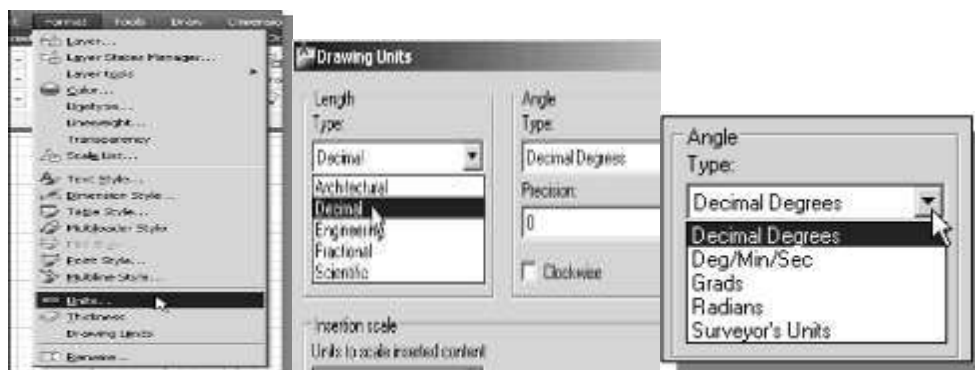 Format Tools Draw Dimension
Layer...
Layer States Manager...
Layer tools
Color...
Linetype...
Lineweight...
Transparency
Scale List...
Text Style...
Dimension Style...
Table Style...
Multileader Style
Point Style...
Multiline Style...
Units...
Thickness
Drawing Limits
Rename...
Drawing Units
Length
Type:
Decimal
Architectural
Decimal
Engineering
Fractional
Scientific
Angle
Type:
Decimal Degrees
Precision:
0
Clockwise
Insertion scale
Units to scale inserted content
Angle
Type:
Decimal Degrees
Decimal Degrees
Deg/Min/Sec
Grads
Radians
Surveyor's Units